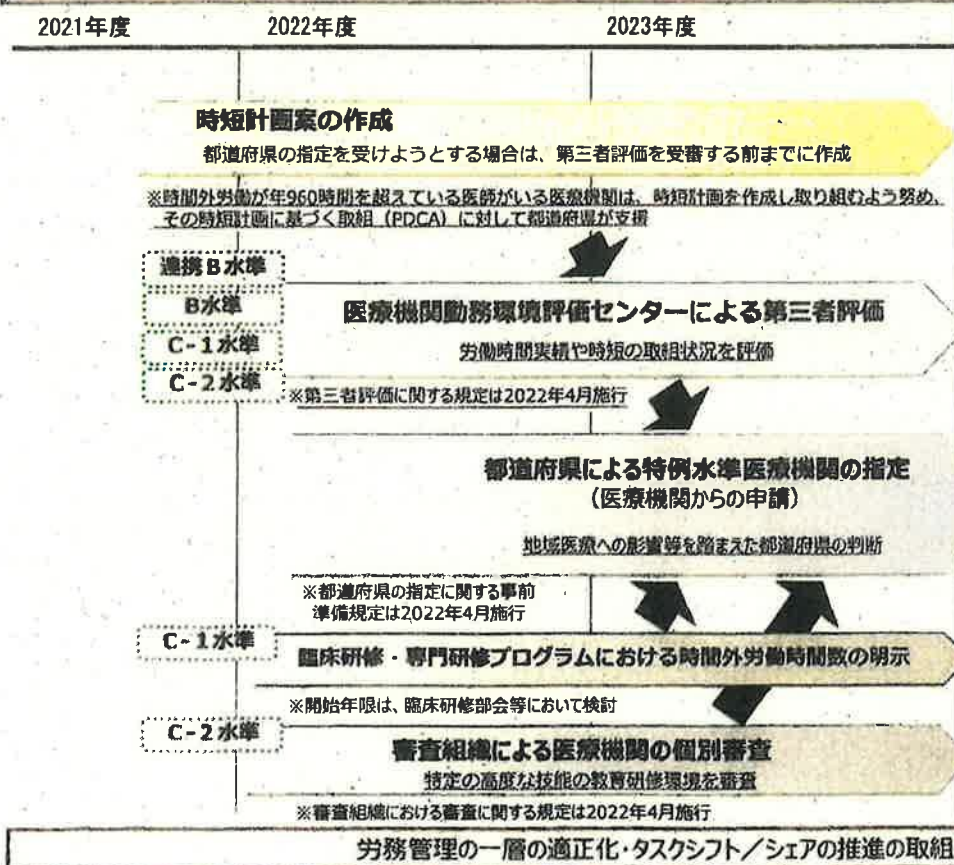 2021年度
2022年度
2023年度
時短計画案の作成
都道府県の指定を受けようとする場合は、第三者評価を受審する前までに作成
※時間外労働が年960時間を超えている医師がいる医療機関は、時短計画を作成し取り組むよう努め、
その時短計画に基づく取組（PDCA）に対して都道府県が支援
連携B水準
B水準
C-1水準
C-2水準
医療機関勤務環境評価センターによる第三者評価
労働時間実績や時短の取組状況を評価
※第三者評価に関する規定は2022年4月施行
都道府県による特例水準医療機関の指定
（医療機関からの申請）
地域医療への影響等を踏まえた都道府県の判断
※都道府県の指定に関する事前
準備規定は2022年4月施行
C-1水準
臨床研修・専門研修プログラムにおける時間外労働時間数の明示
※開始年限は、臨床研修部会等において検討
C-2水準
審査組織による医療機関の個別審査
特定の高度な技能の教育研修環境を審査
※審査組織における審査に関する規定は2022年4月施行
労務管理の一層の適正化・タスクシフト／シェアの推進の取組